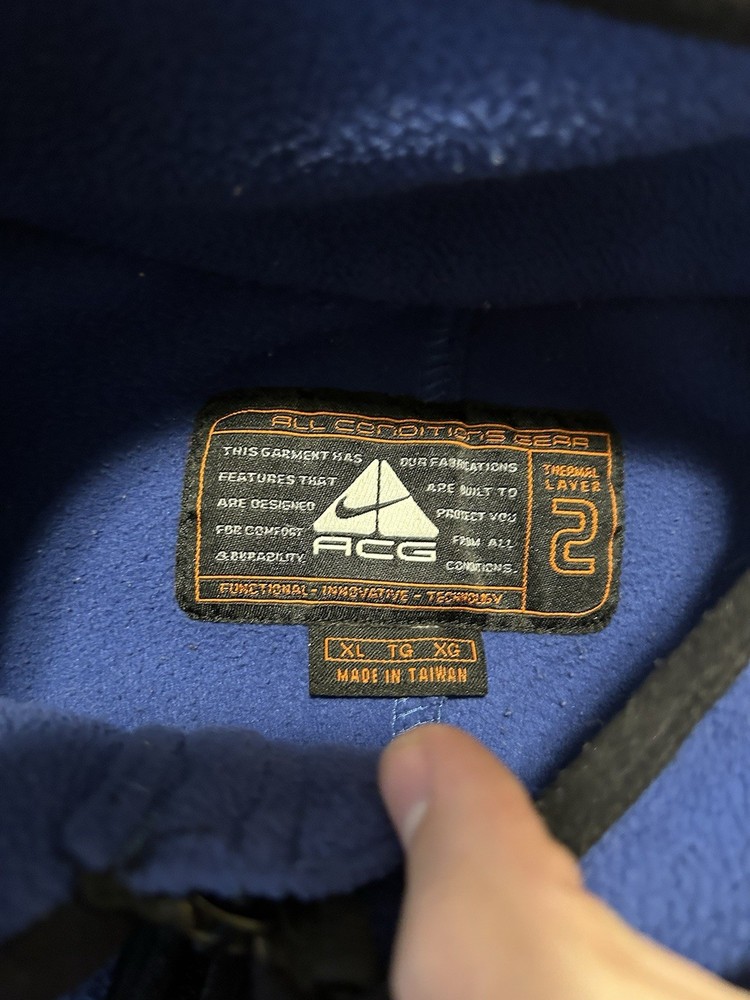 ALL CONDITIONS GEAR
THIS GARMENT HAS
FEATURES THAT
ARE DESIGNED
FOR COMFORT
& DURABILITY.
ACG
OUR FABRICATIONS
ARE BUILT TO
PROTECT YOU
FROM ALL
CONDITIONS.
THERMAL
LAYER
2
FUNCTIONAL - INNOVATIVE - TECHNOLOGY
XL TG XG
MADE IN TAIWAN